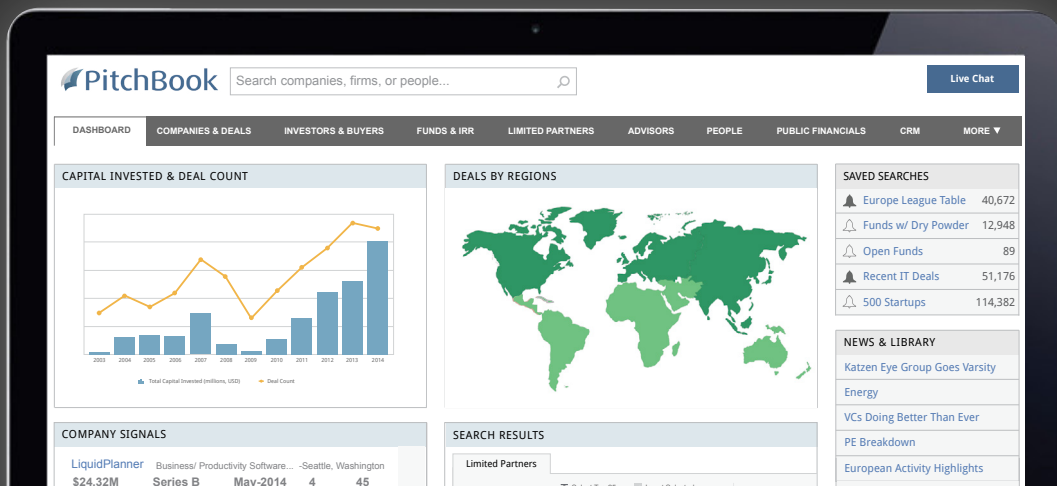 PitchBook
Search companies, firms, or people...
Live Chat
DASHBOARD COMPANIES & DEALS INVESTORS & BUYERS FUNDS & IRR LIMITED PARTNERS ADVISORS PEOPLE PUBLIC FINANCIALS CRM MORE ▼
CAPITAL INVESTED & DEAL COUNT
2003 2004 2005 2006 2007 2008 2009 2010 2011 2012 2013 2014
Total Capital Invested (millions, USD) Deal Count
DEALS BY REGIONS
SAVED SEARCHES
Europe League Table 40,672
Funds w/ Dry Powder 12,948
Open Funds 89
Recent IT Deals 51,176
500 Startups 114,382
NEWS & LIBRARY
Katzen Eye Group Goes Varsity
Energy
VCs Doing Better Than Ever
PE Breakdown
European Activity Highlights
COMPANY SIGNALS
LiquidPlanner Business/ Productivity Software... -Seattle, Washington
$24.32M Series B May-2014 4 45
SEARCH RESULTS
Limited Partners